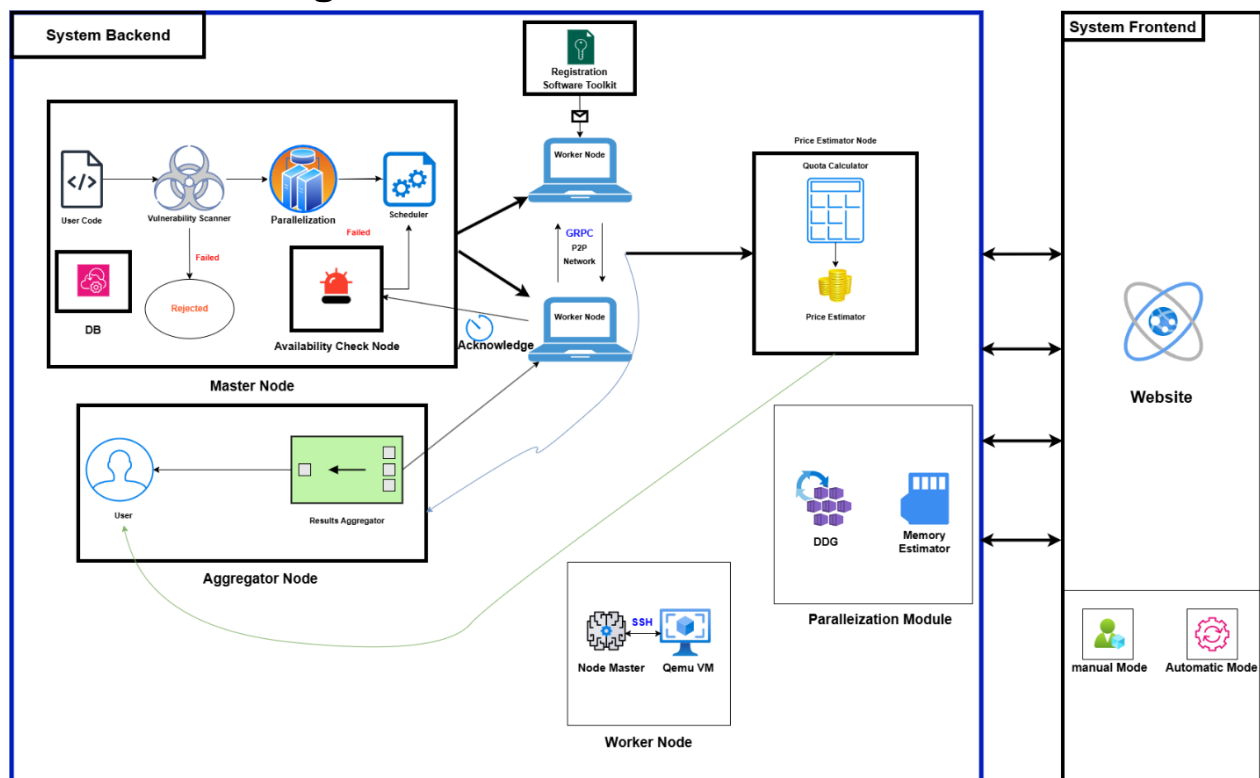 System Backend
System Frontend
Registration
Software Toolkit
Worker Node
Price Estimator Node
Quota Calculator
User Code
Vulnerability Scanner
Parallelization
Scheduler
Failed
Failed
GRPC
P2P
Network
Rejected
DB
Availability Check Node
Acknowledge
Worker Node
Price Estimator
Master Node
Website
User
Results Aggregator
Aggregator Node
DDG
Memory
Estimator
Paralleization Module
SSH
Node Master
Qemu VM
Worker Node
manual Mode
Automatic Mode